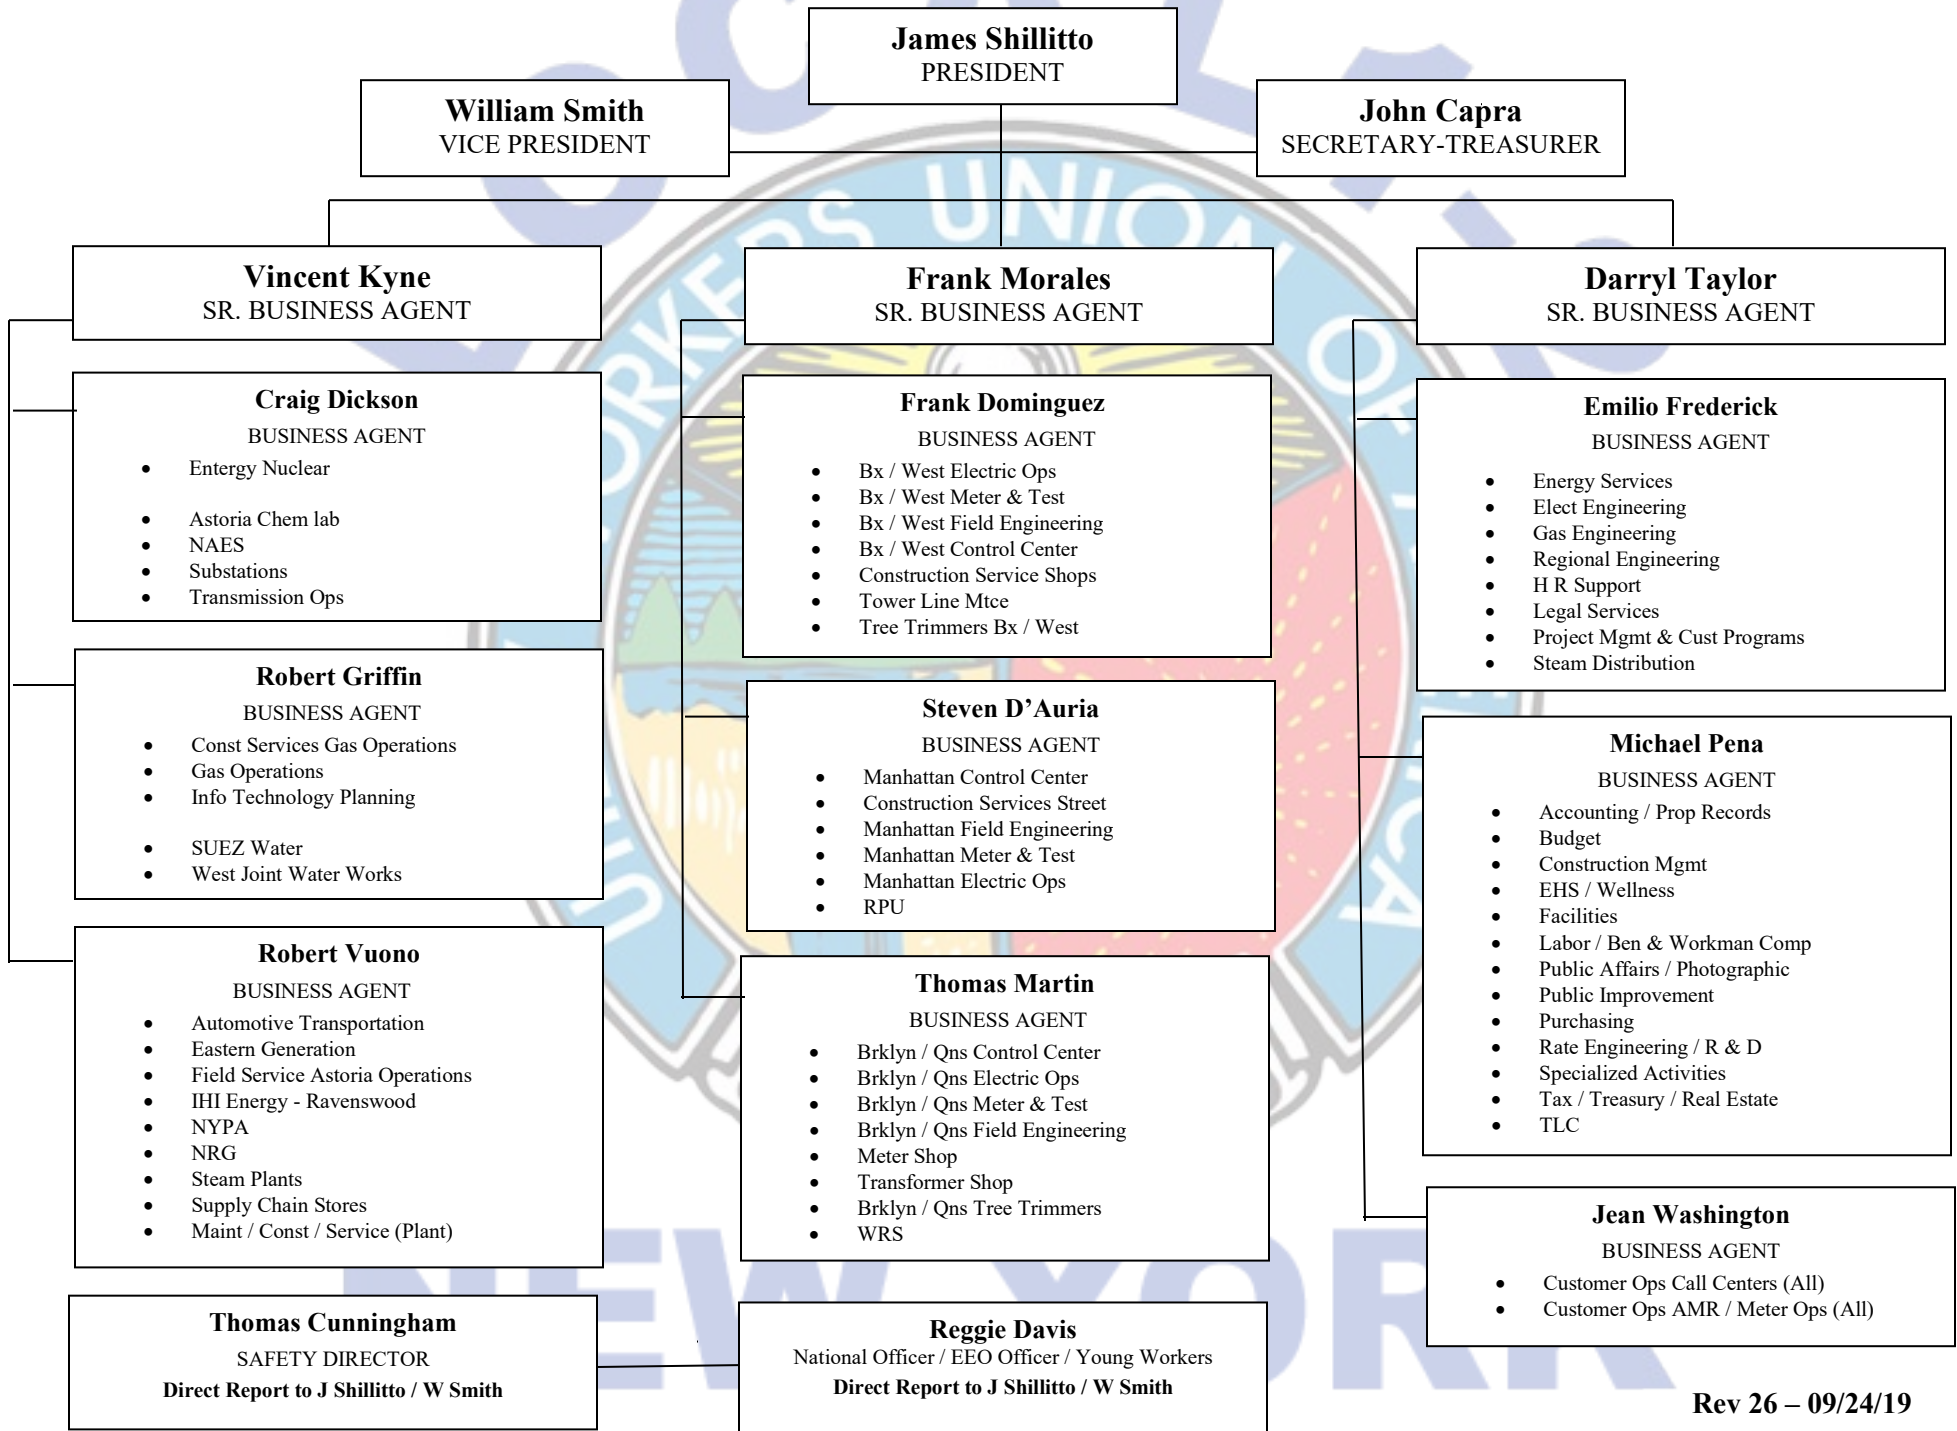 James Shillitto
PRESIDENT
William Smith
VICE PRESIDENT
John Capra
SECRETARY-TREASURER
Vincent Kyne
SR. BUSINESS AGENT
Frank Morales
SR. BUSINESS AGENT
Darryl Taylor
SR. BUSINESS AGENT
Craig Dickson
BUSINESS AGENT
• Entergy Nuclear
• Astoria Chem lab
• NAES
• Substations
• Transmission Ops
Robert Griffin
BUSINESS AGENT
• Const Services Gas Operations
• Gas Operations
• Info Technology Planning
• SUEZ Water
• West Joint Water Works
Robert Vuono
BUSINESS AGENT
• Automotive Transportation
• Eastern Generation
• Field Service Astoria Operations
• IHI Energy - Ravenswood
• NYPA
• NRG
• Steam Plants
• Supply Chain Stores
• Maint / Const / Service (Plant)
Thomas Cunningham
SAFETY DIRECTOR
Direct Report to J Shillitto / W Smith
Frank Dominguez
BUSINESS AGENT
• Bx / West Electric Ops
• Bx / West Meter & Test
• Bx / West Field Engineering
• Bx / West Control Center
• Construction Service Shops
• Tower Line Mtce
• Tree Trimmers Bx / West
Steven D’Auria
BUSINESS AGENT
• Manhattan Control Center
• Construction Services Street
• Manhattan Field Engineering
• Manhattan Meter & Test
• Manhattan Electric Ops
• RPU
Thomas Martin
BUSINESS AGENT
• Brklyn / Qns Control Center
• Brklyn / Qns Electric Ops
• Brklyn / Qns Meter & Test
• Brklyn / Qns Field Engineering
• Meter Shop
• Transformer Shop
• Brklyn / Qns Tree Trimmers
• WRS
Reggie Davis
National Officer / EEO Officer / Young Workers
Direct Report to J Shillitto / W Smith
Emilio Frederick
BUSINESS AGENT
• Energy Services
• Elect Engineering
• Gas Engineering
• Regional Engineering
• H R Support
• Legal Services
• Project Mgmt & Cust Programs
• Steam Distribution
Michael Pena
BUSINESS AGENT
• Accounting / Prop Records
• Budget
• Construction Mgmt
• EHS / Wellness
• Facilities
• Labor / Ben & Workman Comp
• Public Affairs / Photographic
• Public Improvement
• Purchasing
• Rate Engineering / R & D
• Specialized Activities
• Tax / Treasury / Real Estate
• TLC
Jean Washington
BUSINESS AGENT
• Customer Ops Call Centers (All)
• Customer Ops AMR / Meter Ops (All)
Rev 26 – 09/24/19
UNION OF
NEW YORK